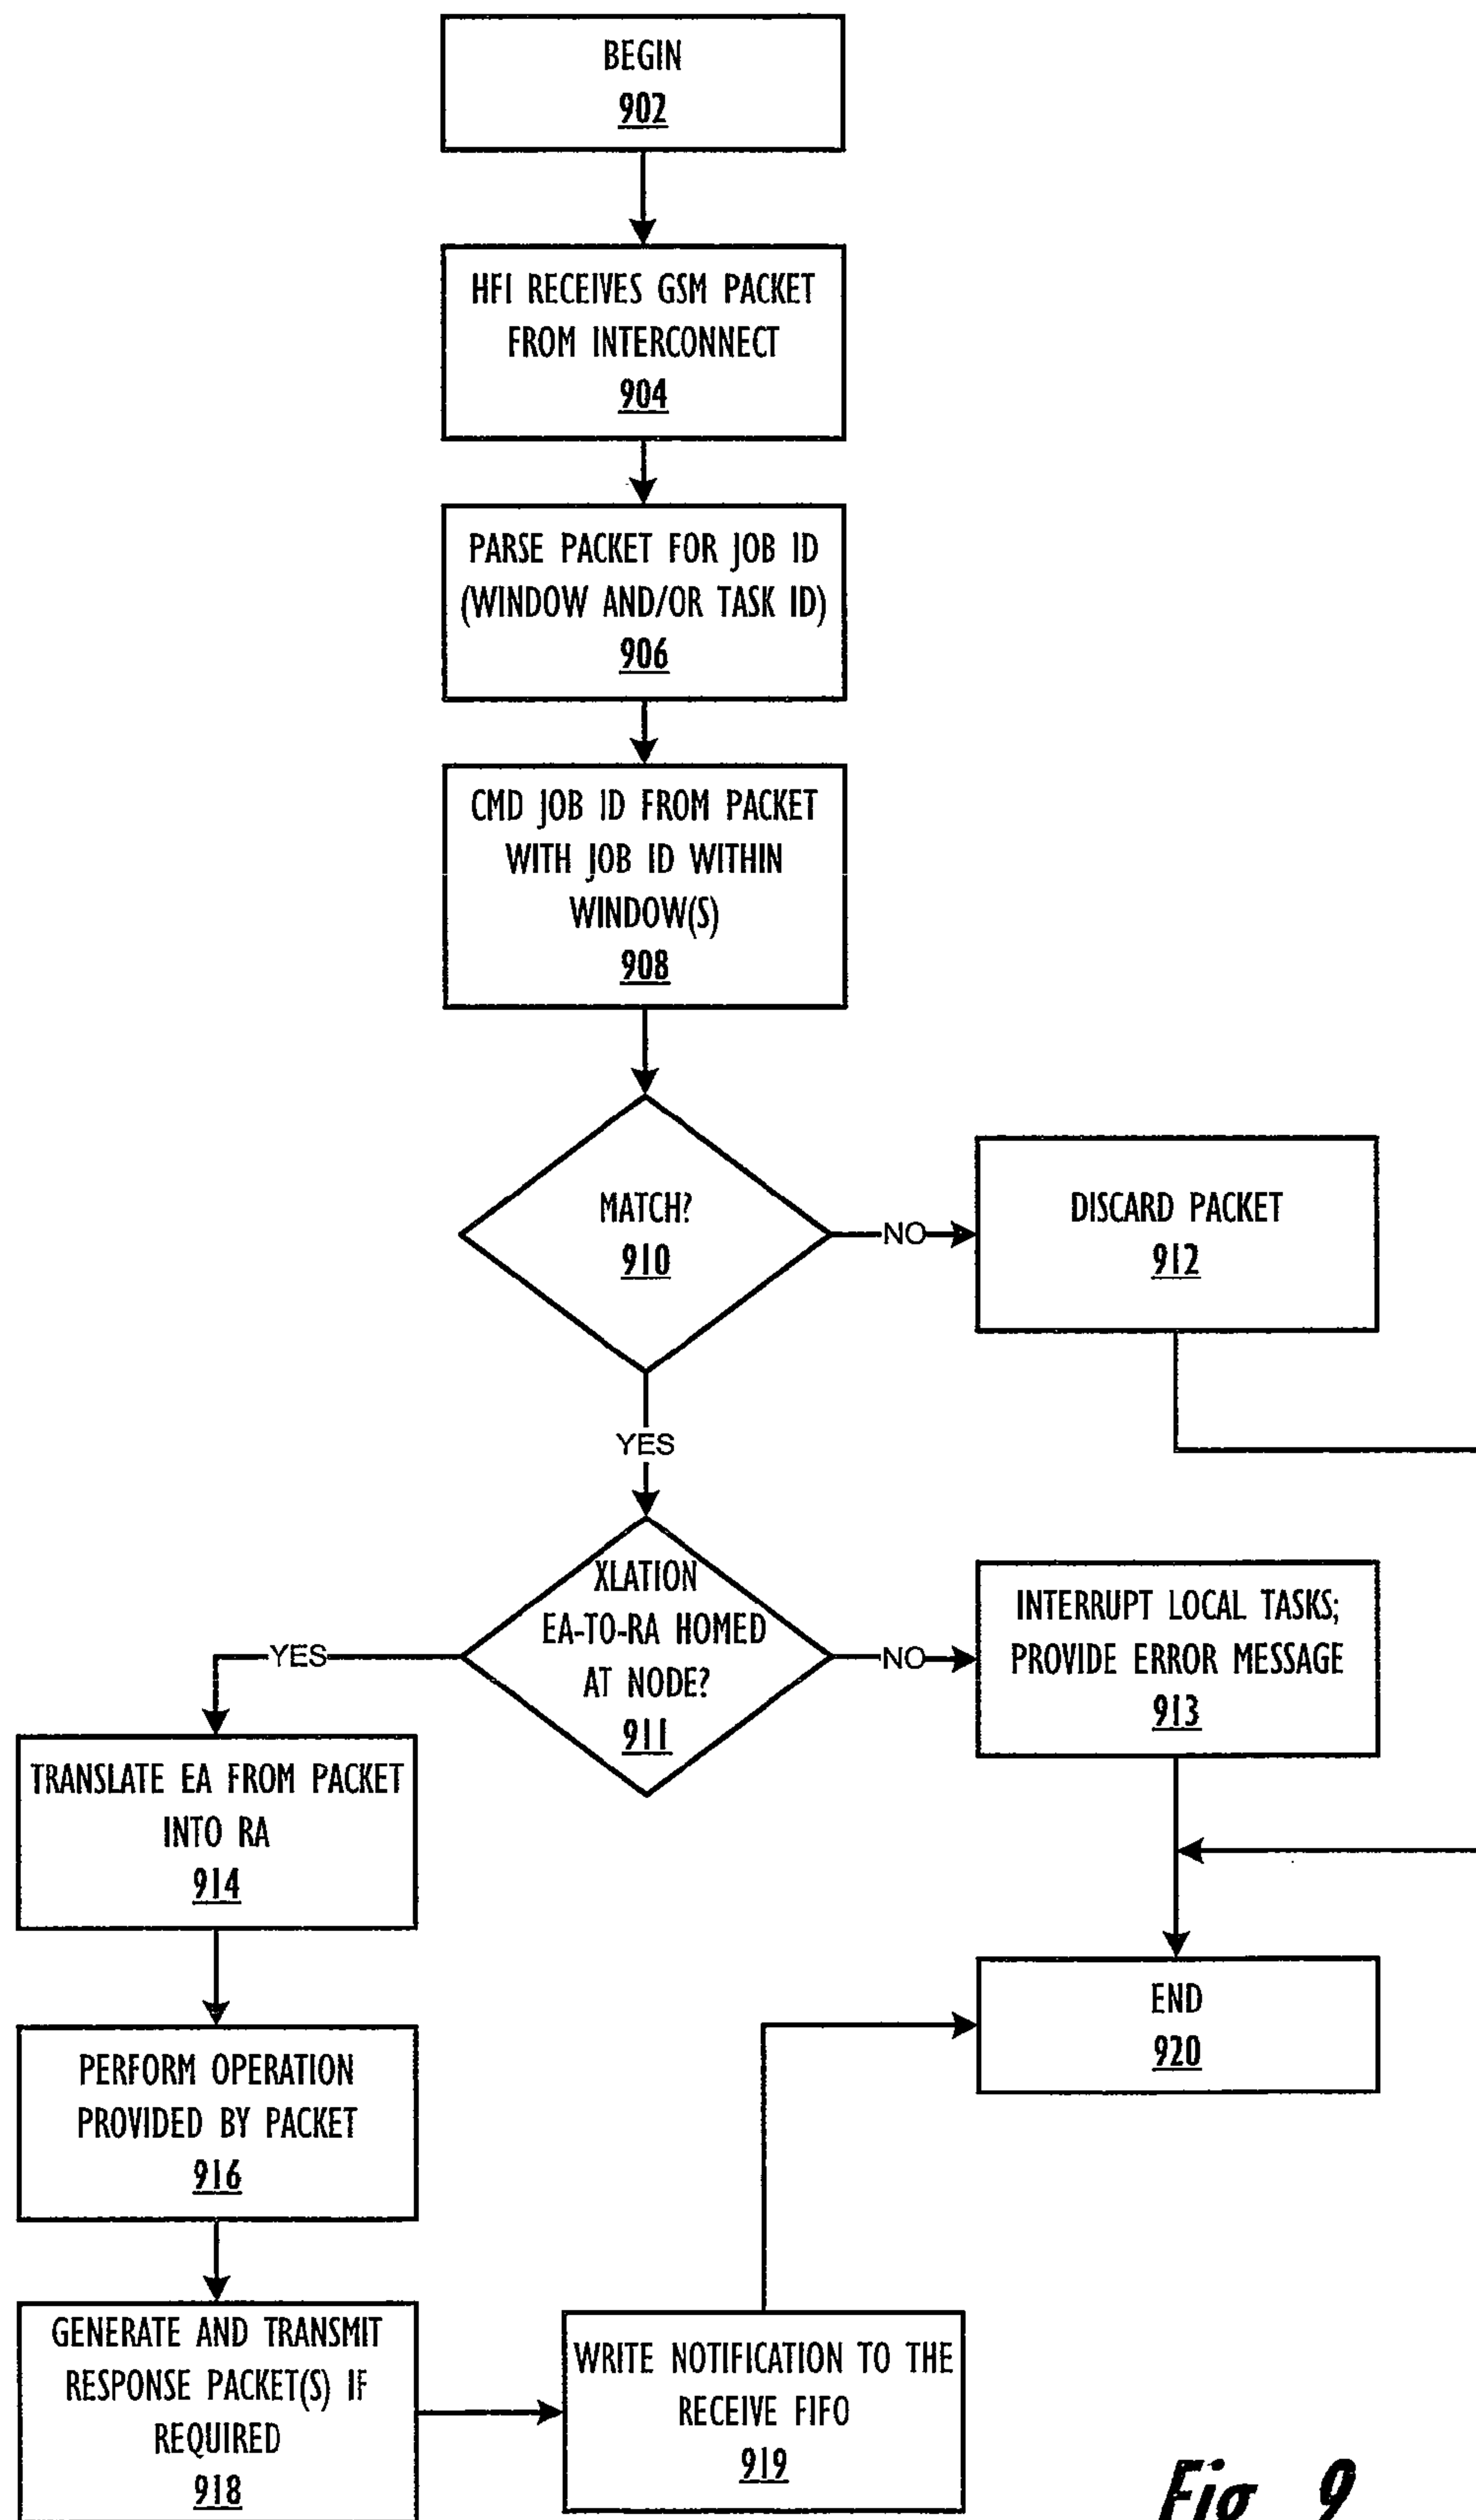 BEGIN
902
HFI RECEIVES GSM PACKET
FROM INTERCONNECT
904
PARSE PACKET FOR JOB ID
(WINDOW AND/OR TASK ID)
906
CMD JOB ID FROM PACKET
WITH JOB ID WITHIN
WINDOW(S)
908
MATCH?
910
NO
DISCARD PACKET
912
YES
XLATION
EA-TO-RA HOMED
AT NODE?
911
NO
INTERRUPT LOCAL TASKS;
PROVIDE ERROR MESSAGE
913
YES
TRANSLATE EA FROM PACKET
INTO RA
914
PERFORM OPERATION
PROVIDED BY PACKET
916
GENERATE AND TRANSMIT
RESPONSE PACKET(S) IF
REQUIRED
918
WRITE NOTIFICATION TO THE
RECEIVE FIFO
919
END
920
Fig. 9